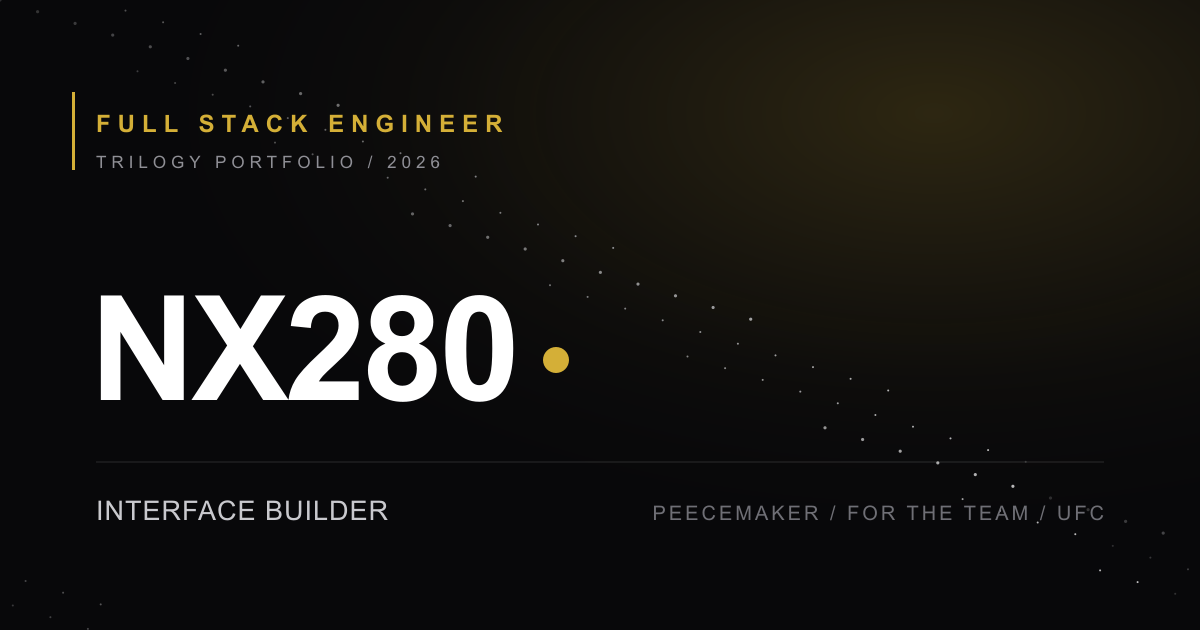 FULL STACK ENGINEER
TRILOGY PORTFOLIO / 2026
NX280
INTERFACE BUILDER
PEECEMAKER / FOR THE TEAM / UFC